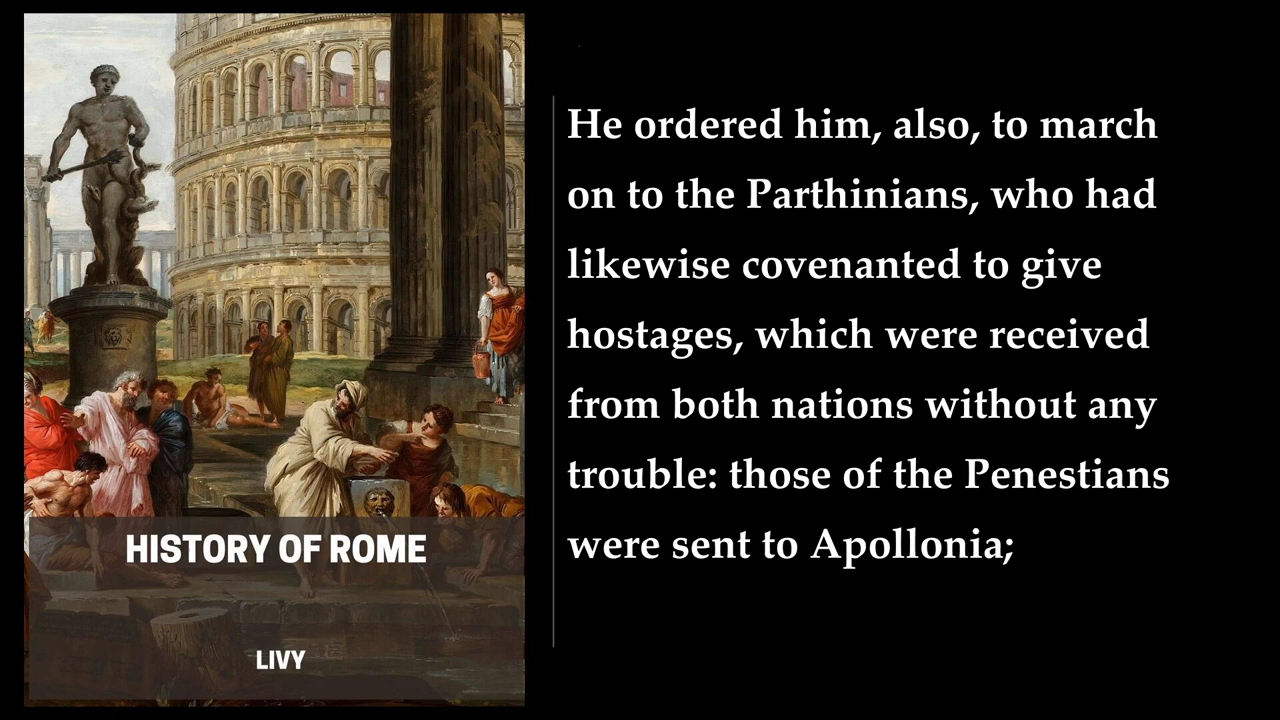 HISTORY OF ROME
LIVY
He ordered him, also, to march
on to the Parthinians, who had
likewise covenanted to give
hostages, which were received
from both nations without any
trouble: those of the Penestians
were sent to Apollonia;